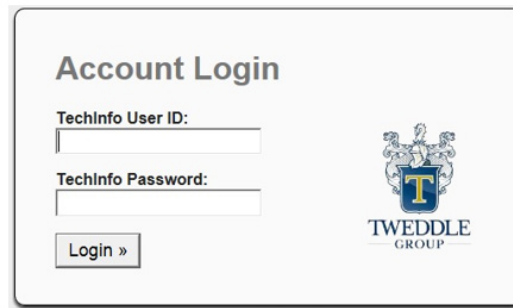 Account Login
TechInfo User ID:
TechInfo Password:
Login »
T
TWEDDLE
GROUP